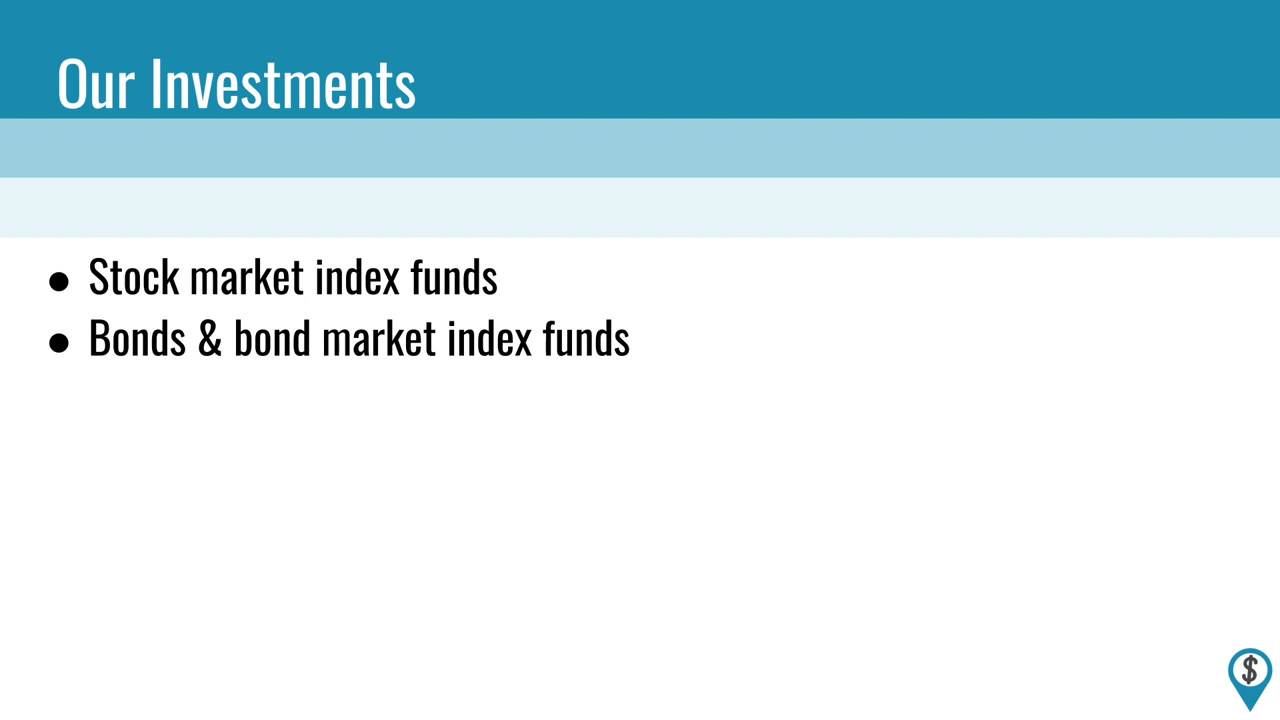 Our Investments
● Stock market index funds
● Bonds & bond market index funds
$